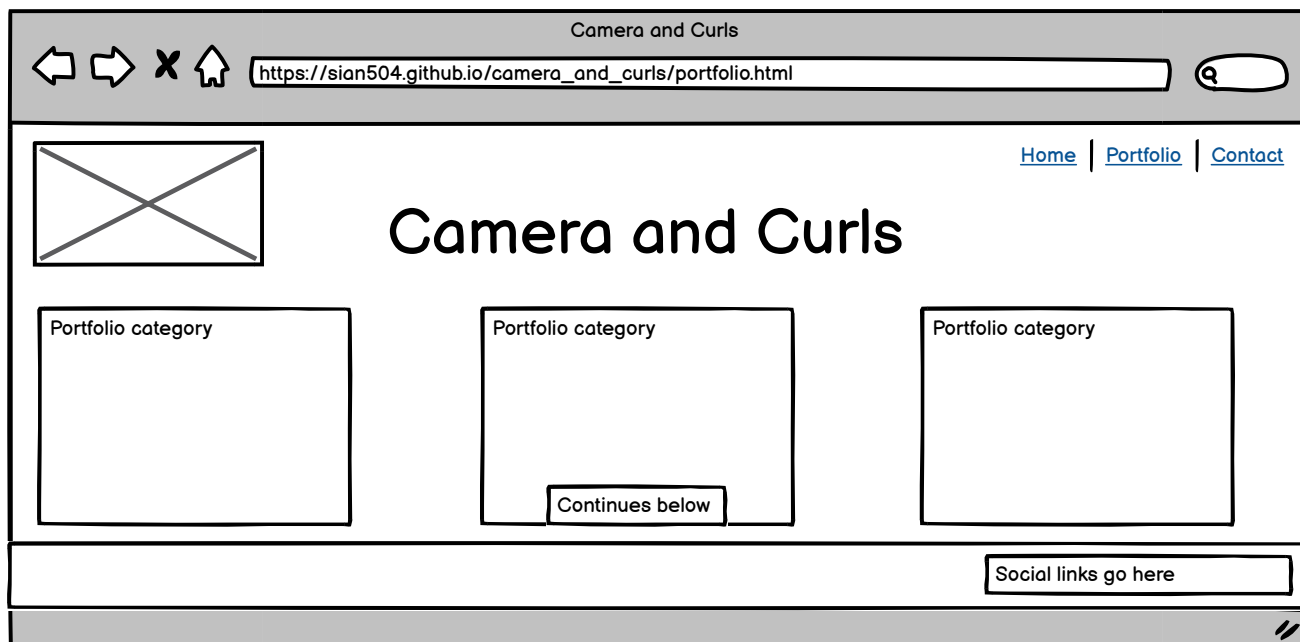 Camera and Curls
https://sian504.github.io/camera_and_curls/portfolio.html
Home Portfolio Contact
Camera and Curls
Portfolio category Portfolio category Portfolio category
Continues below
Social links go here